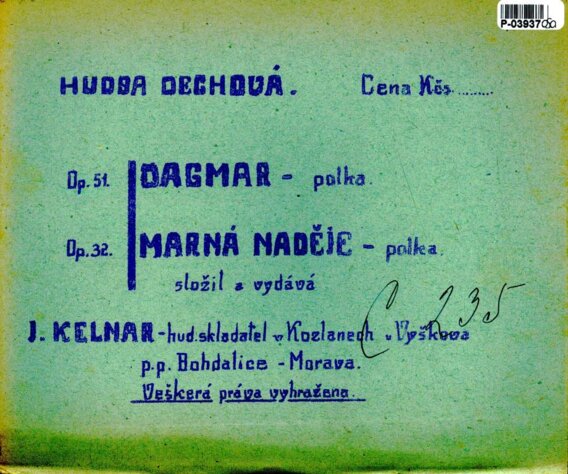 P-03937/080
HUDBA DECHOVÁ. Cena Kčs.........
Op. 51. DAGMAR - polka.
Op. 32. MARNÁ NADĚJE - polka.
složil a vydává
C 235
J. KELNAR - hud. skladatel v Kozlanech u Vyškova
p.p. Bohdalice - Morava.
Veškerá práva vyhražena.